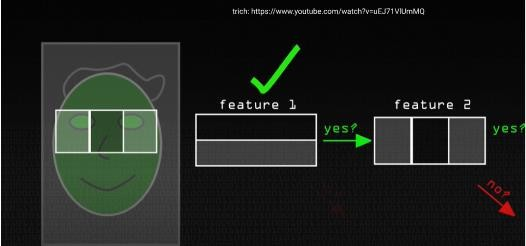 trich: https://www.youtube.com/watch?v=uEJ71VlUmMQ
feature 1
feature 2
yes?
yes?
no?